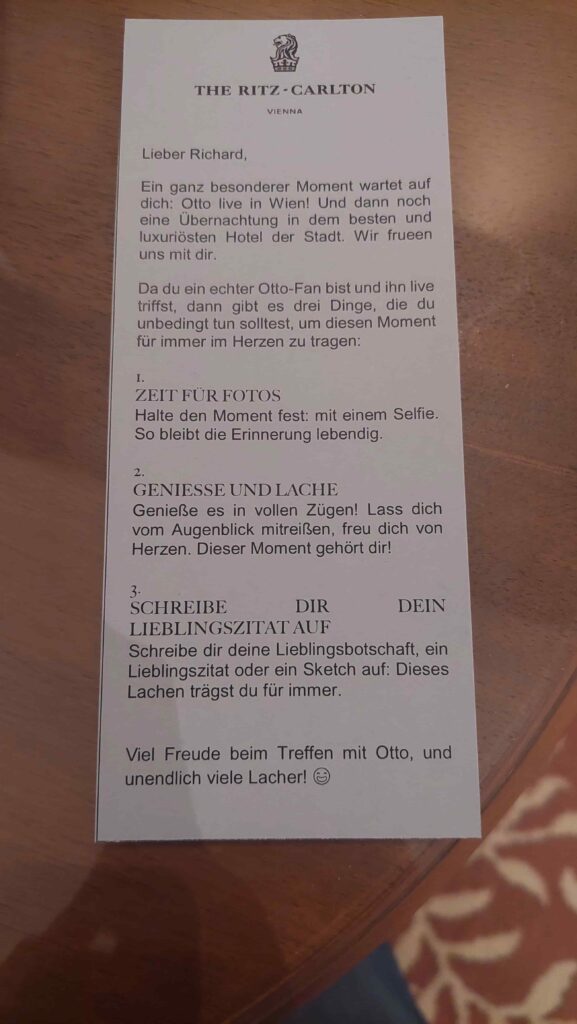 THE RITZ-CARLTON
VIENNA
Lieber Richard,
Ein ganz besonderer Moment wartet auf
dich: Otto live in Wien! Und dann noch
eine Übernachtung in dem besten und
luxuriösten Hotel der Stadt. Wir frueen
uns mit dir.
Da du ein echter Otto-Fan bist und ihn live
triffst, dann gibt es drei Dinge, die du
unbedingt tun solltest, um diesen Moment
für immer im Herzen zu tragen:
1.
ZEIT FÜR FOTOS
Halte den Moment fest: mit einem Selfie.
So bleibt die Erinnerung lebendig.
2.
GENIESSE UND LACHE
Genieße es in vollen Zügen! Lass dich
vom Augenblick mitreißen, freu dich von
Herzen. Dieser Moment gehört dir!
3.
SCHREIBE DIR DEIN
LIEBLINGSZITAT AUF
Schreibe dir deine Lieblingsbotschaft, ein
Lieblingszitat oder ein Sketch auf: Dieses
Lachen trägst du für immer.
Viel Freude beim Treffen mit Otto, und
unendlich viele Lacher! 😄